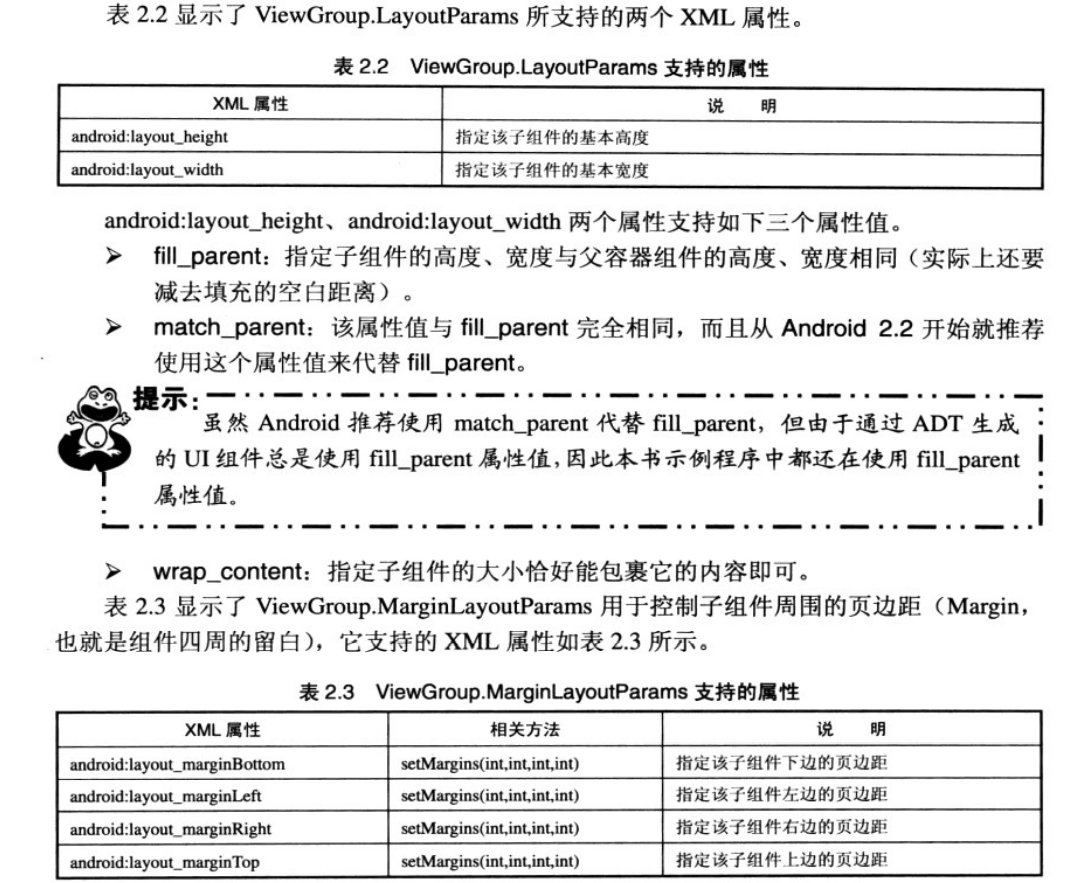 表 2.2 显示了 ViewGroup.LayoutParams 所支持的两个 XML 属性。
表 2.2 ViewGroup.LayoutParams 支持的属性
XML 属性 说 明
android:layout_height 指定该子组件的基本高度
android:layout_width 指定该子组件的基本宽度
android:layout_height、android:layout_width 两个属性支持如下三个属性值。
➢ fill_parent：指定子组件的高度、宽度与父容器组件的高度、宽度相同（实际上还要
减去填充的空白距离）。
➢ match_parent：该属性值与 fill_parent 完全相同，而且从 Android 2.2 开始就推荐
使用这个属性值来代替 fill_parent。
提示：
虽然 Android 推荐使用 match_parent 代替 fill_parent，但由于通过 ADT 生成
的 UI 组件总是使用 fill_parent 属性值，因此本书示例程序中都还在使用 fill_parent
属性值。
➢ wrap_content：指定子组件的大小恰好能包裹它的内容即可。
表 2.3 显示了 ViewGroup.MarginLayoutParams 用于控制子组件周围的页边距（Margin，
也就是组件四周的留白），它支持的 XML 属性如表 2.3 所示。
表 2.3 ViewGroup.MarginLayoutParams 支持的属性
XML 属性 相关方法 说 明
android:layout_marginBottom setMargins(int,int,int,int) 指定该子组件下边的页边距
android:layout_marginLeft setMargins(int,int,int,int) 指定该子组件左边的页边距
android:layout_marginRight setMargins(int,int,int,int) 指定该子组件右边的页边距
android:layout_marginTop setMargins(int,int,int,int) 指定该子组件上边的页边距